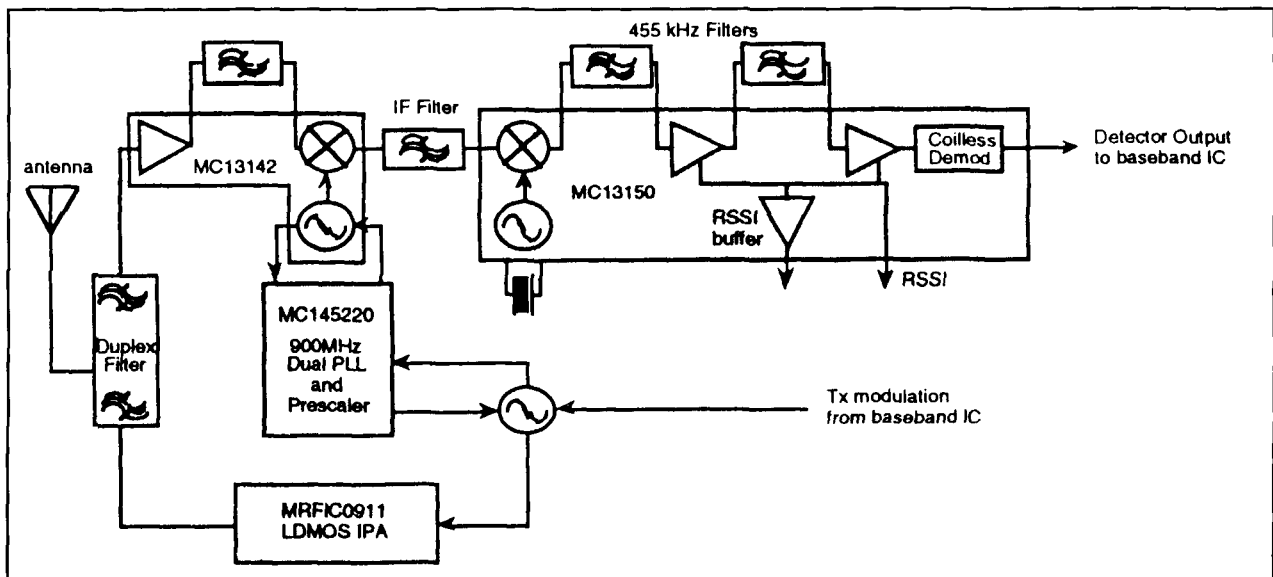 455 kHz Filters
IF Filter
MC13142
antenna
MC13150
Coilless
Demod
Detector Output
to baseband IC
RSSI
buffer
RSSI
Duplex
Filter
MC145220
900MHz
Dual PLL
and
Prescaler
Tx modulation
from baseband IC
MRFIC0911
LDMOS IPA